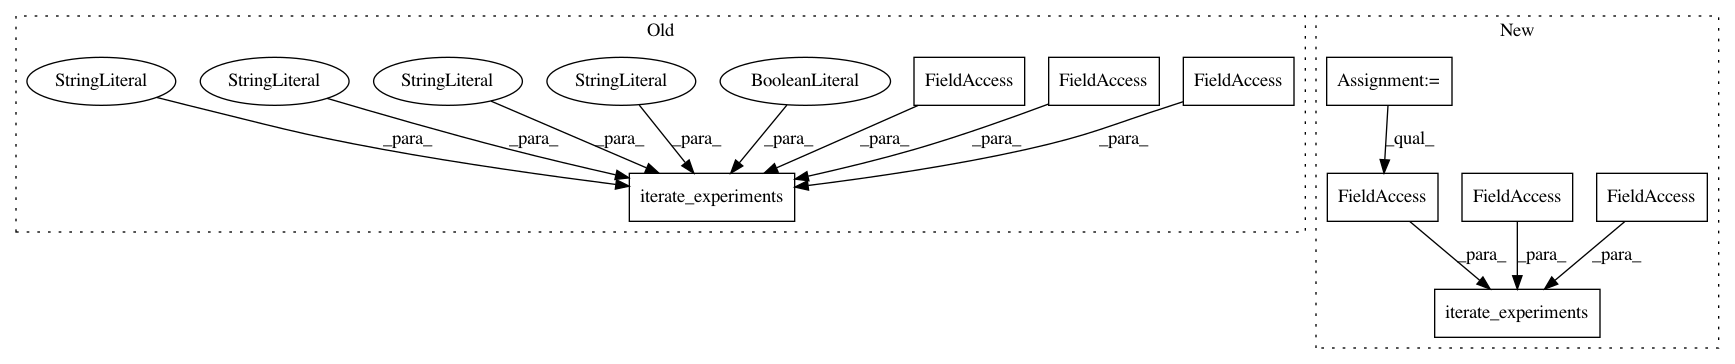 Old
New
StringLiteral
StringLiteral
StringLiteral
StringLiteral
BooleanLiteral
FieldAccess
FieldAccess
FieldAccess
Assignment:=
_para_
_para_
_para_
_para_
_para_
_para_
_para_
_para_
_qual_
iterate_experiments
FieldAccess
FieldAccess
FieldAccess
_para_
_para_
_para_
iterate_experiments